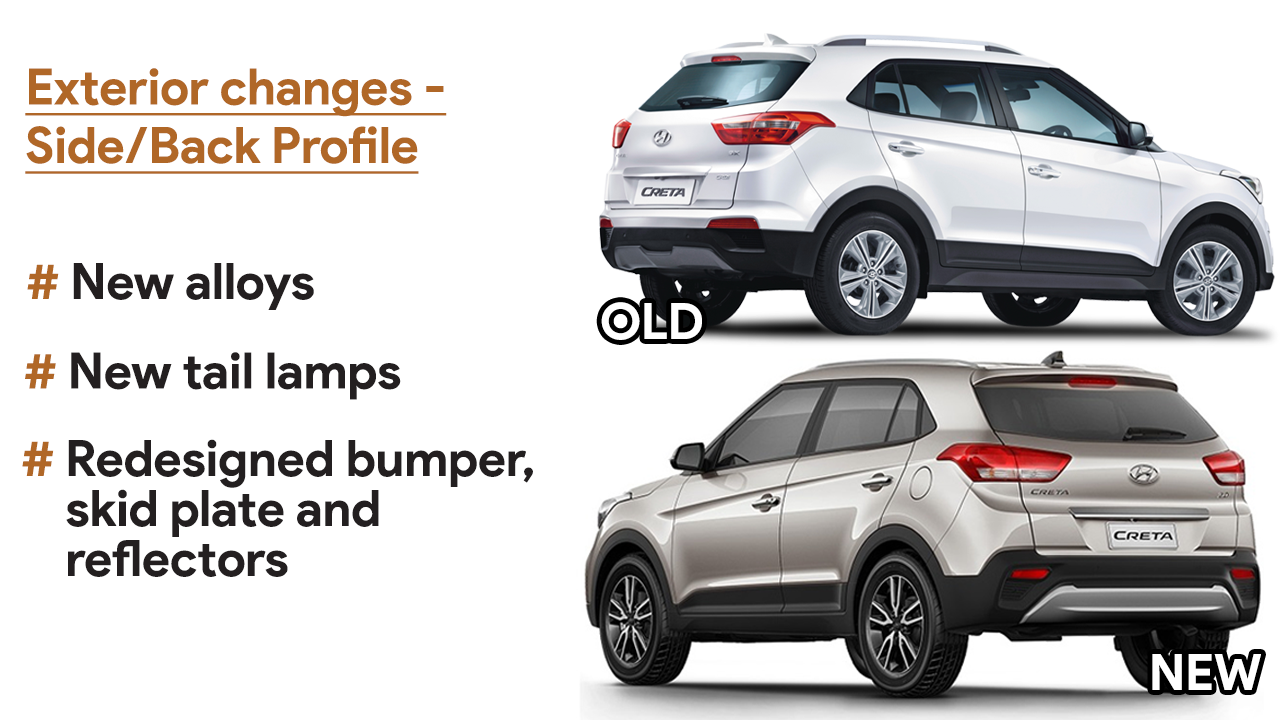 Exterior changes -
Side/Back Profile
# New alloys
# New tail lamps
# Redesigned bumper,
skid plate and
reflectors
CRETA
OLD
CRETA
CRETA
NEW